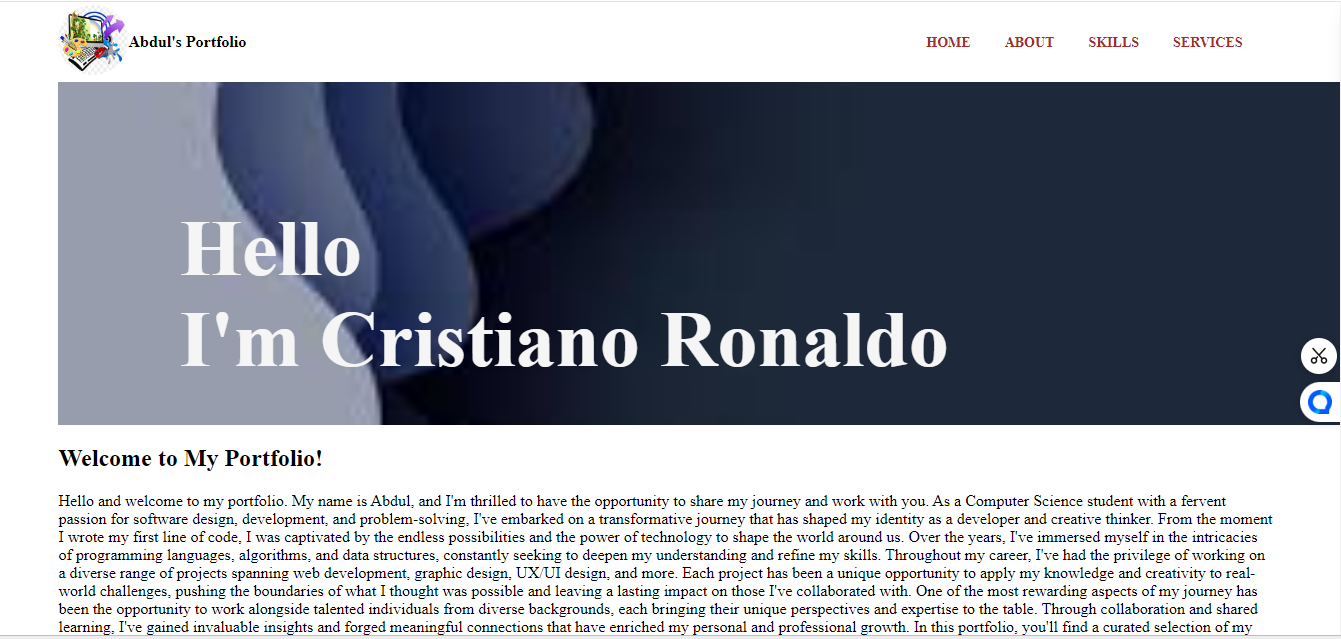 Abdul's Portfolio
HOME ABOUT SKILLS SERVICES
Hello
I'm Cristiano Ronaldo
Welcome to My Portfolio!
Hello and welcome to my portfolio. My name is Abdul, and I'm thrilled to have the opportunity to share my journey and work with you. As a Computer Science student with a fervent
passion for software design, development, and problem-solving, I've embarked on a transformative journey that has shaped my identity as a developer and creative thinker. From the moment
I wrote my first line of code, I was captivated by the endless possibilities and the power of technology to shape the world around us. Over the years, I've immersed myself in the intricacies
of programming languages, algorithms, and data structures, constantly seeking to deepen my understanding and refine my skills. Throughout my career, I've had the privilege of working on
a diverse range of projects spanning web development, graphic design, UX/UI design, and more. Each project has been a unique opportunity to apply my knowledge and creativity to real-
world challenges, pushing the boundaries of what I thought was possible and leaving a lasting impact on those I've collaborated with. One of the most rewarding aspects of my journey has
been the opportunity to work alongside talented individuals from diverse backgrounds, each bringing their unique perspectives and expertise to the table. Through collaboration and shared
learning, I've gained invaluable insights and forged meaningful connections that have enriched my personal and professional growth. In this portfolio, you'll find a curated selection of my